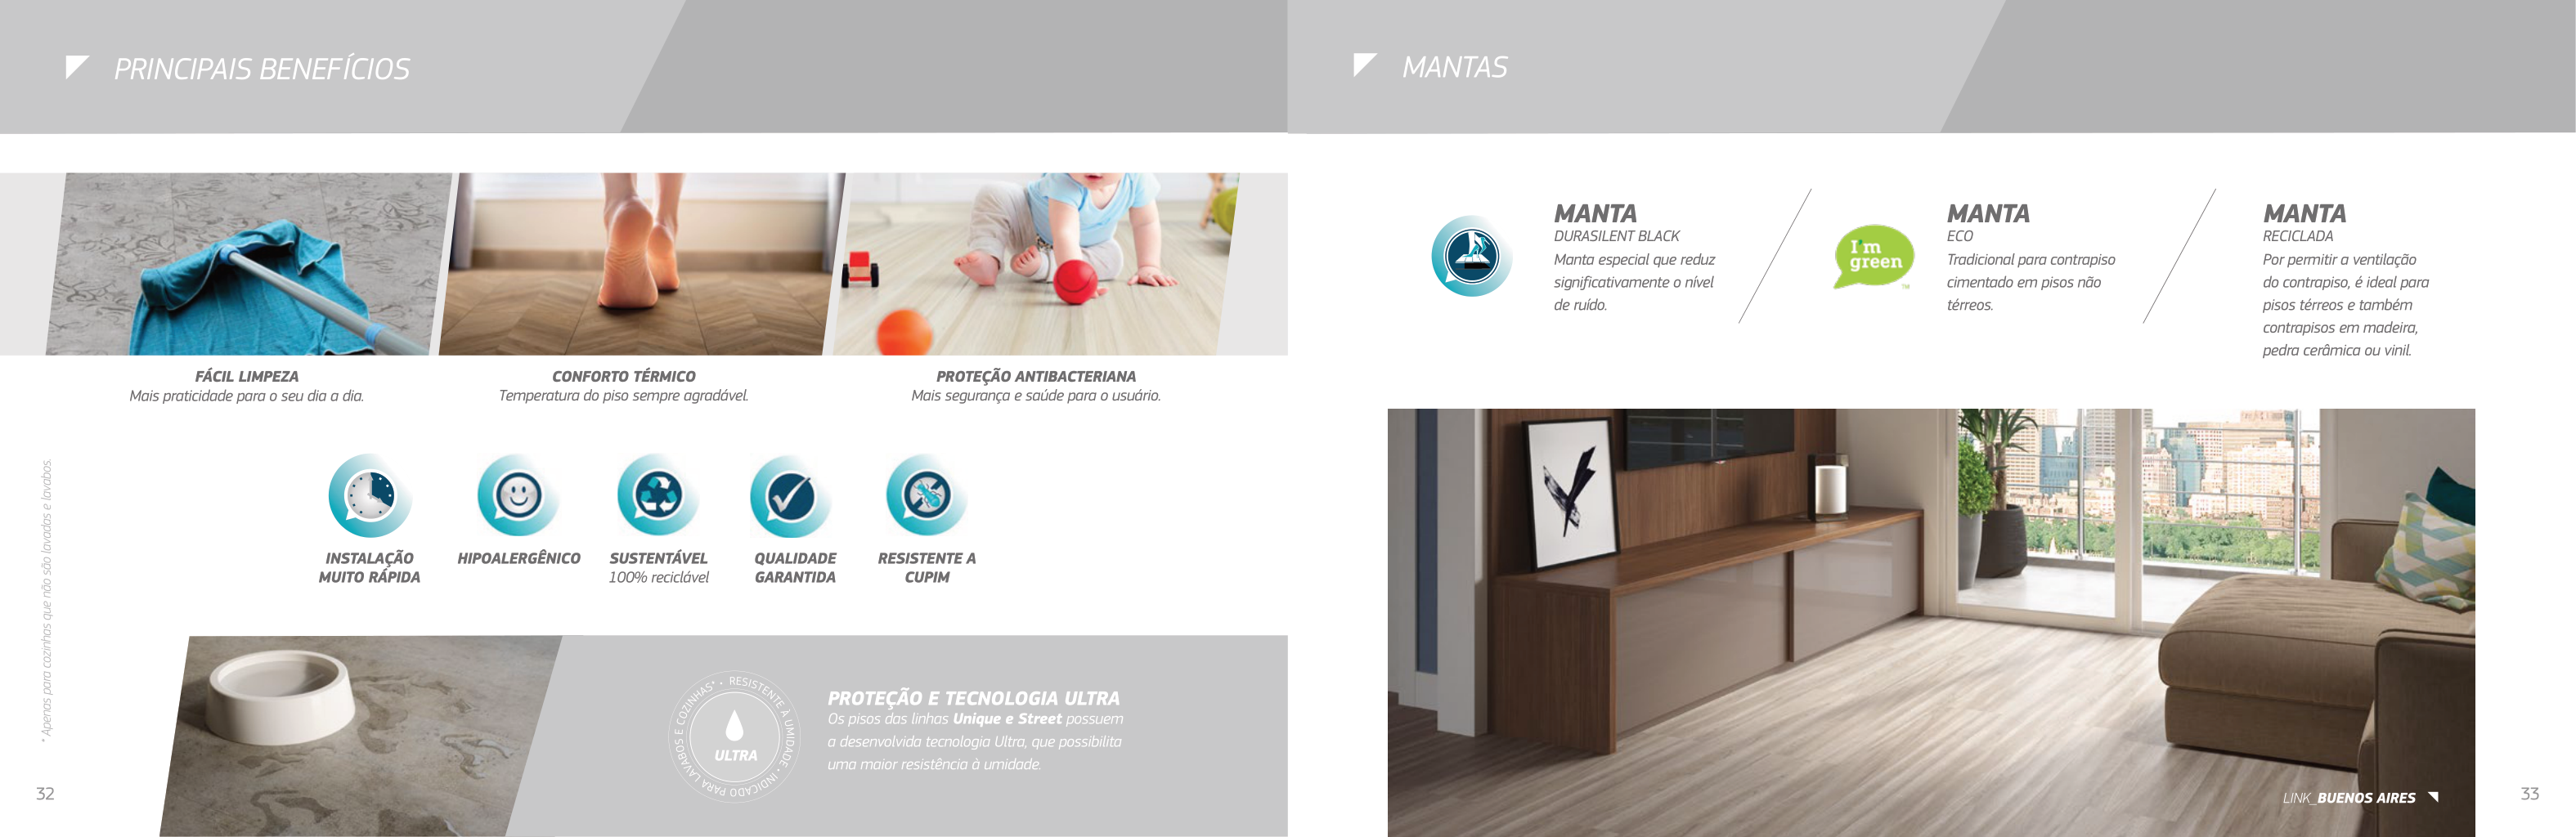 PRINCIPAIS BENEFÍCIOS
FÁCIL LIMPEZA
Mais praticidade para o seu dia a dia.
CONFORTO TÉRMICO
Temperatura do piso sempre agradável.
PROTEÇÃO ANTIBACTERIANA
Mais segurança e saúde para o usuário.
INSTALAÇÃO
MUITO RÁPIDA
HIPOALERGÊNICO
SUSTENTÁVEL
100% reciclável
QUALIDADE
GARANTIDA
RESISTENTE A
CUPIM
* Apenas para cozinhas que não são lavadas e lavabos.
RESISTENTE À UMIDADE • INDICADO PARA LAVABOS E COZINHAS* •
ULTRA
PROTEÇÃO E TECNOLOGIA ULTRA
Os pisos das linhas Unique e Street possuem
a desenvolvida tecnologia Ultra, que possibilita
uma maior resistência à umidade.
32
MANTAS
MANTA
DURASILENT BLACK
Manta especial que reduz
significativamente o nível
de ruído.
I'm
green
TM
MANTA
ECO
Tradicional para contrapiso
cimentado em pisos não
térreos.
MANTA
RECICLADA
Por permitir a ventilação
do contrapiso, é ideal para
pisos térreos e também
contrapisos em madeira,
pedra cerâmica ou vinil.
LINK_BUENOS AIRES
33